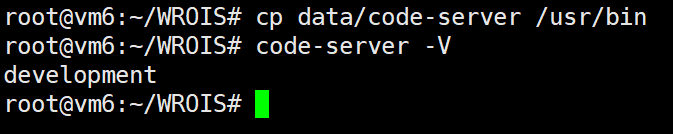 root@vm6:~/WROIS# cp data/code-server /usr/bin
root@vm6:~/WROIS# code-server -V
development
root@vm6:~/WROIS#